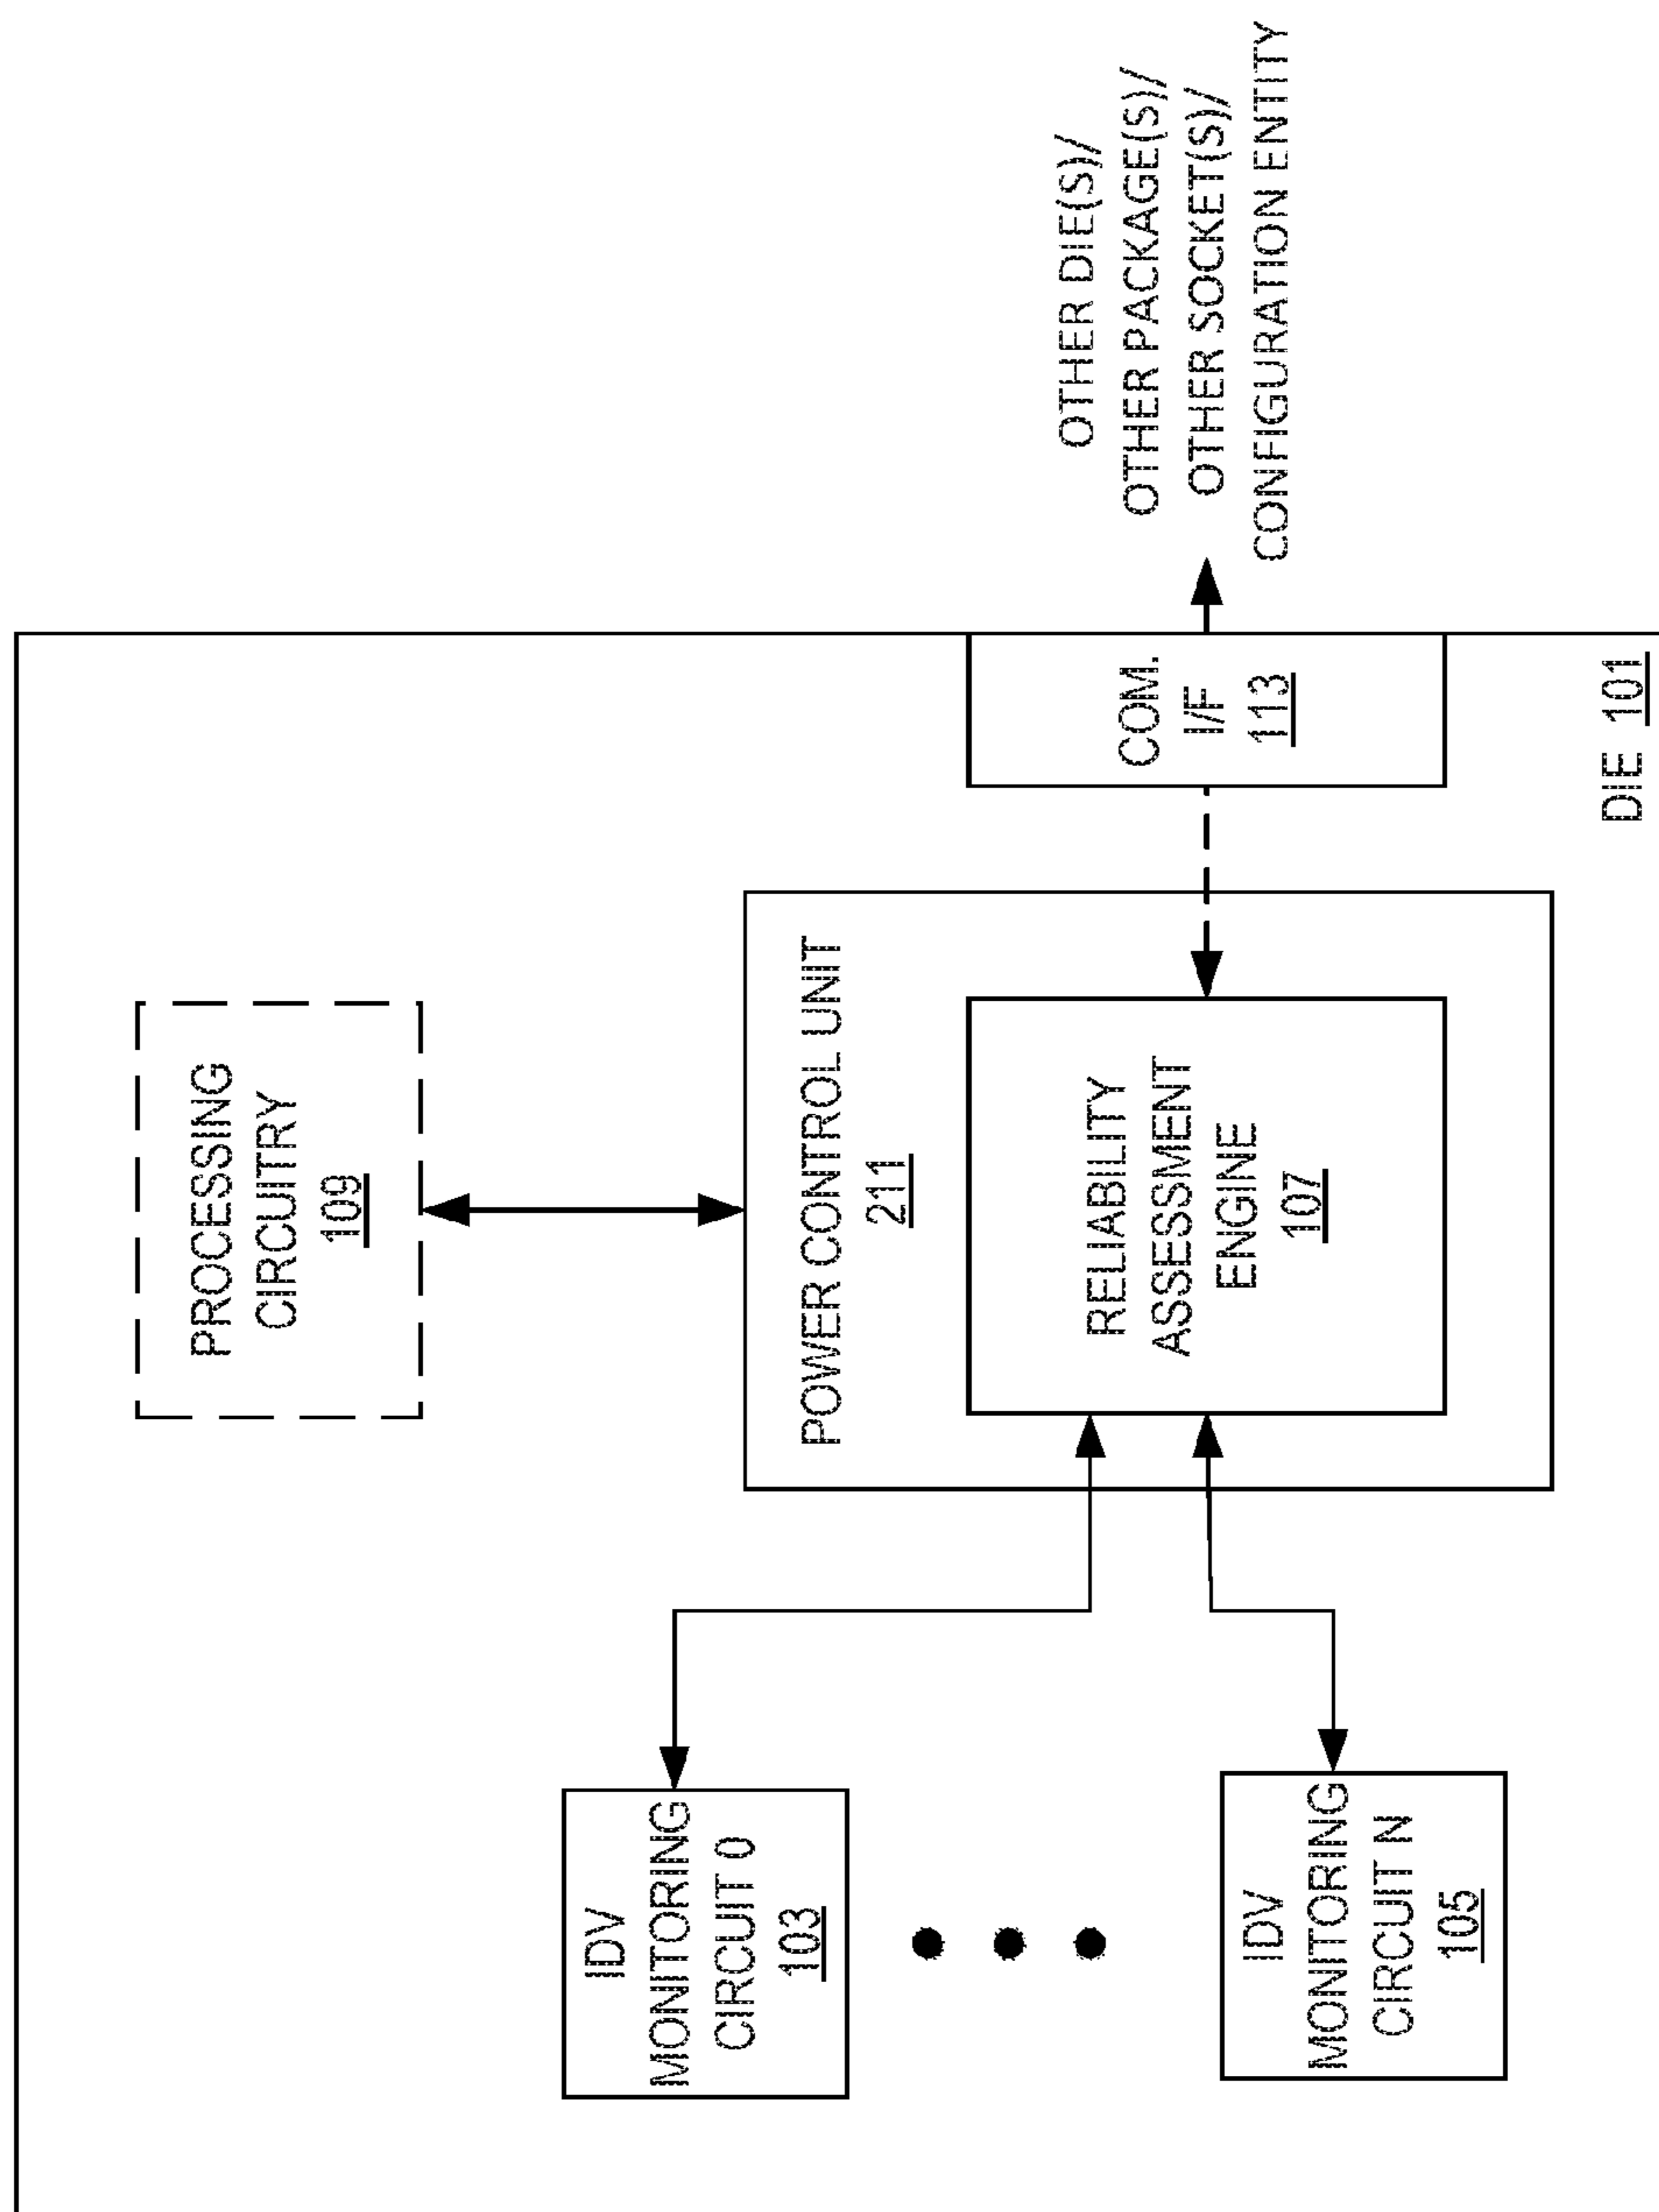 PROCESSING
CIRCUITRY
109
IDV
MONITORING
CIRCUIT 0
103
POWER CONTROL UNIT
211
RELIABILITY
ASSESSMENT
ENGINE
107
COM.
I/F
113
OTHER DIE(S)/
OTHER PACKAGE(S)/
OTHER SOCKET(S)/
CONFIGURATION ENTITY
IDV
MONITORING
CIRCUIT N
105
DIE 101